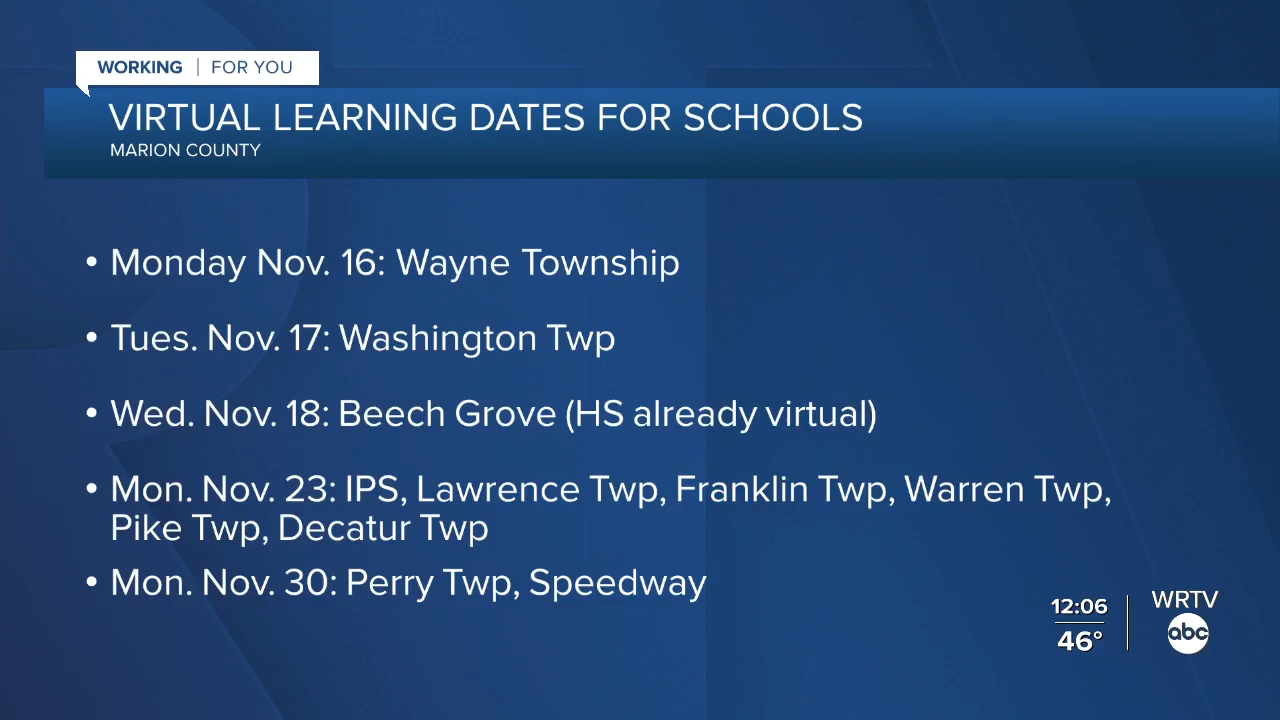 WORKING | FOR YOU
VIRTUAL LEARNING DATES FOR SCHOOLS
MARION COUNTY
• Monday Nov. 16: Wayne Township
• Tues. Nov. 17: Washington Twp
• Wed. Nov. 18: Beech Grove (HS already virtual)
• Mon. Nov. 23: IPS, Lawrence Twp, Franklin Twp, Warren Twp,
Pike Twp, Decatur Twp
• Mon. Nov. 30: Perry Twp, Speedway
12:06
46°
WRTV
abc